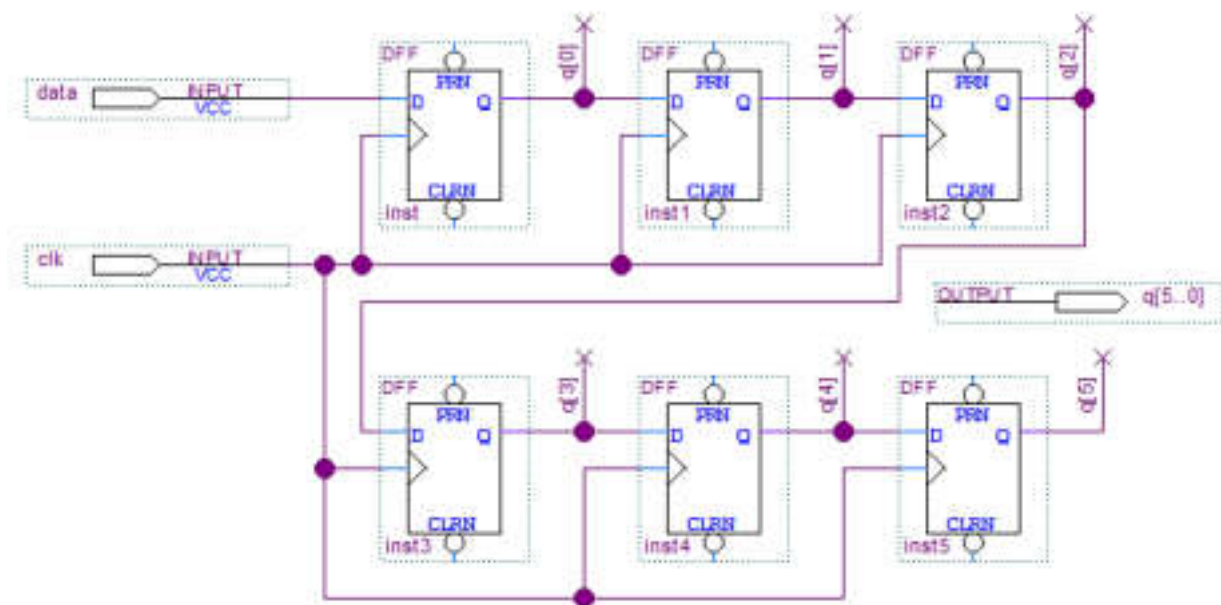 data
INPUT
VCC
DFF
PRN
D
Q
CLRN
inst
q[0]
DFF
PRN
D
Q
CLRN
inst1
q[1]
DFF
PRN
D
Q
CLRN
inst2
q[2]
clk
INPUT
VCC
OUTPUT
q[5..0]
DFF
PRN
D
Q
CLRN
inst3
q[3]
DFF
PRN
D
Q
CLRN
inst4
q[4]
DFF
PRN
D
Q
CLRN
inst5
q[5]